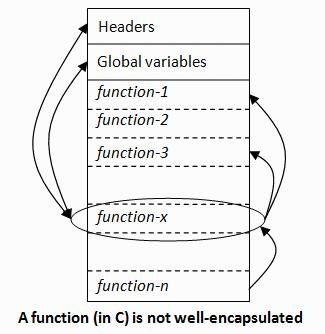 Headers
Global variables
function-1
function-2
function-3
function-x
function-n
A function (in C) is not well-encapsulated